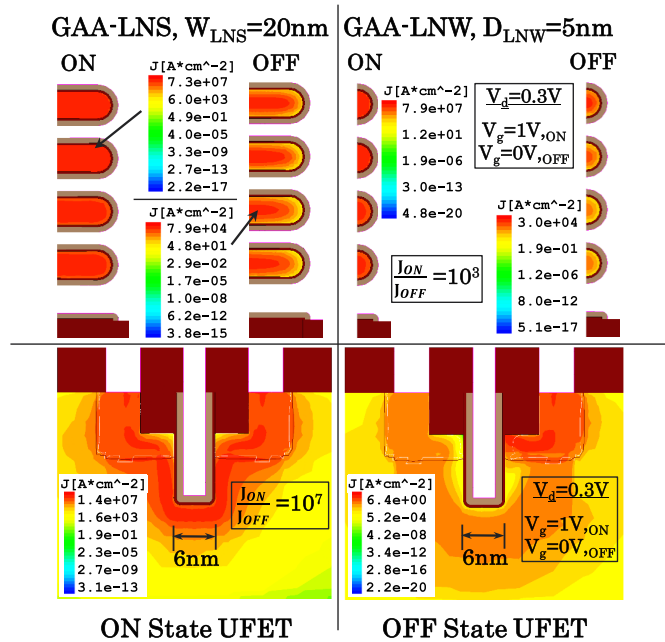 GAA-LNS, W_LNS=20nm
ON
OFF
J[A*cm^-2]
7.3e+07
6.0e+03
4.9e-01
4.0e-05
3.3e-09
2.7e-13
2.2e-17
J[A*cm^-2]
7.9e+04
4.8e+01
2.9e-02
1.7e-05
1.0e-08
6.2e-12
3.8e-15
GAA-LNW, D_LNW=5nm
ON
OFF
J[A*cm^-2]
7.9e+07
1.2e+01
1.9e-06
3.0e-13
4.8e-20
V_d=0.3V
V_g=1V,_ON
V_g=0V,_OFF
J[A*cm^-2]
3.0e+04
1.9e-01
1.2e-06
8.0e-12
5.1e-17
J_ON/J_OFF=10^3
J[A*cm^-2]
1.4e+07
1.6e+03
1.9e-01
2.3e-05
2.7e-09
3.1e-13
J_ON/J_OFF=10^7
6nm
ON State UFET
J[A*cm^-2]
6.4e+00
5.2e-04
4.2e-08
3.4e-12
2.8e-16
2.2e-20
6nm
V_d=0.3V
V_g=1V,_ON
V_g=0V,_OFF
OFF State UFET